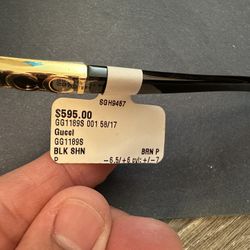 SGH9457
$595.00
GG1189S 001 58/17
Gucci
GG1189S
BLK SHN BRN P
P -6.5/+6 cyl: +/-7